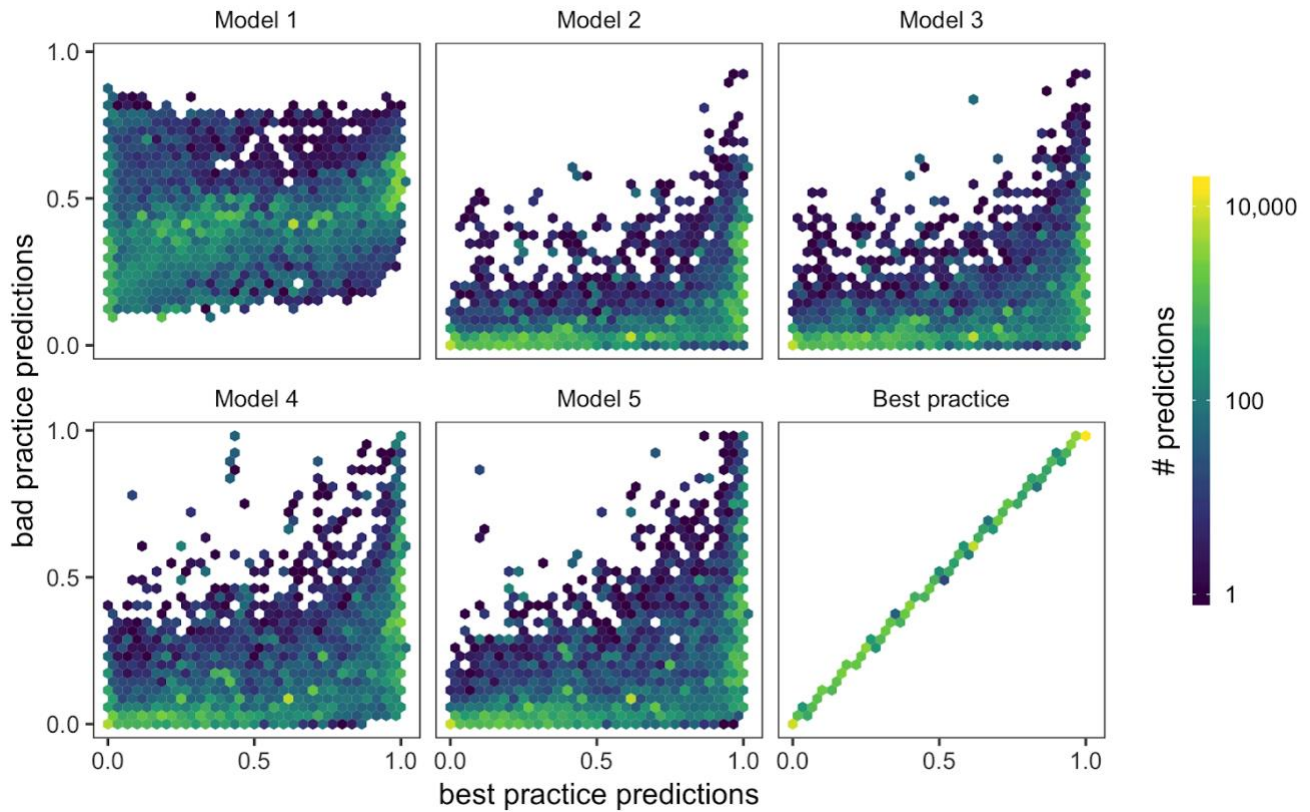 Model 1
Model 2
Model 3
1.0
0.5
0.0
Model 4
Model 5
Best practice
1.0
0.5
0.0
0.0
0.5
1.0
0.0
0.5
1.0
0.0
0.5
1.0
bad practice predictions
best practice predictions
# predictions
10,000
100
1